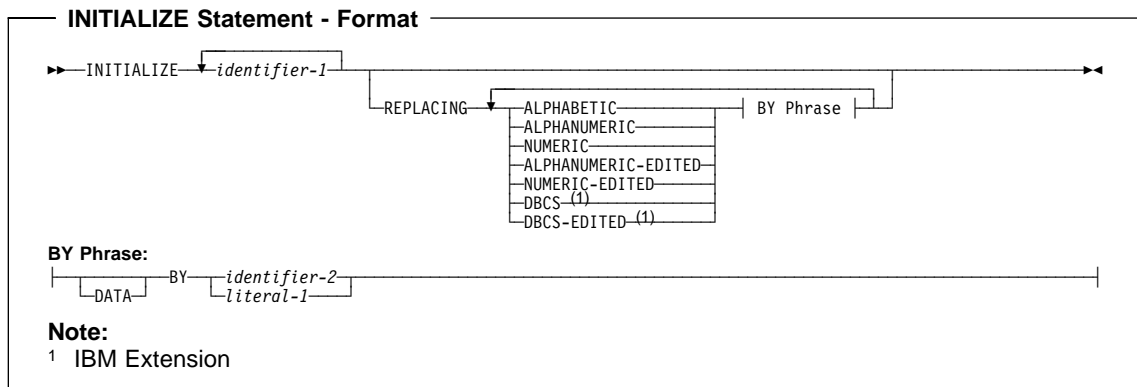 INITIALIZE Statement - Format
INITIALIZE identifier-1
REPLACING ALPHABETIC BY Phrase
ALPHANUMERIC
NUMERIC
ALPHANUMERIC-EDITED
NUMERIC-EDITED
DBCS (1)
DBCS-EDITED (1)
BY Phrase:
BY identifier-2
DATA literal-1
Note:
1 IBM Extension